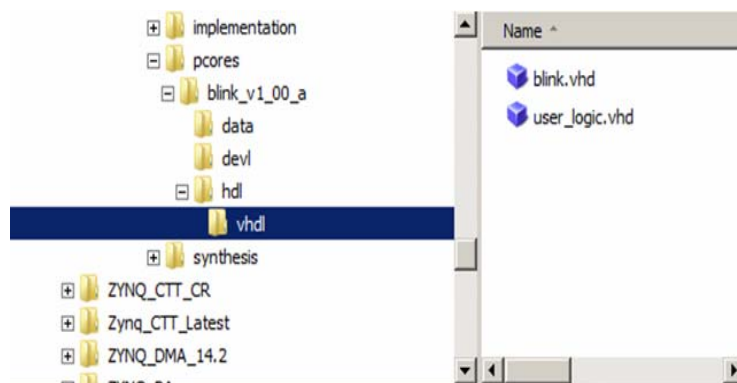 implementation
pcores
blink_v1_00_a
data
devl
hdl
vhdl
synthesis
ZYNQ_CTT_CR
Zynq_CTT_Latest
ZYNQ_DMA_14.2
Name
blink.vhd
user_logic.vhd